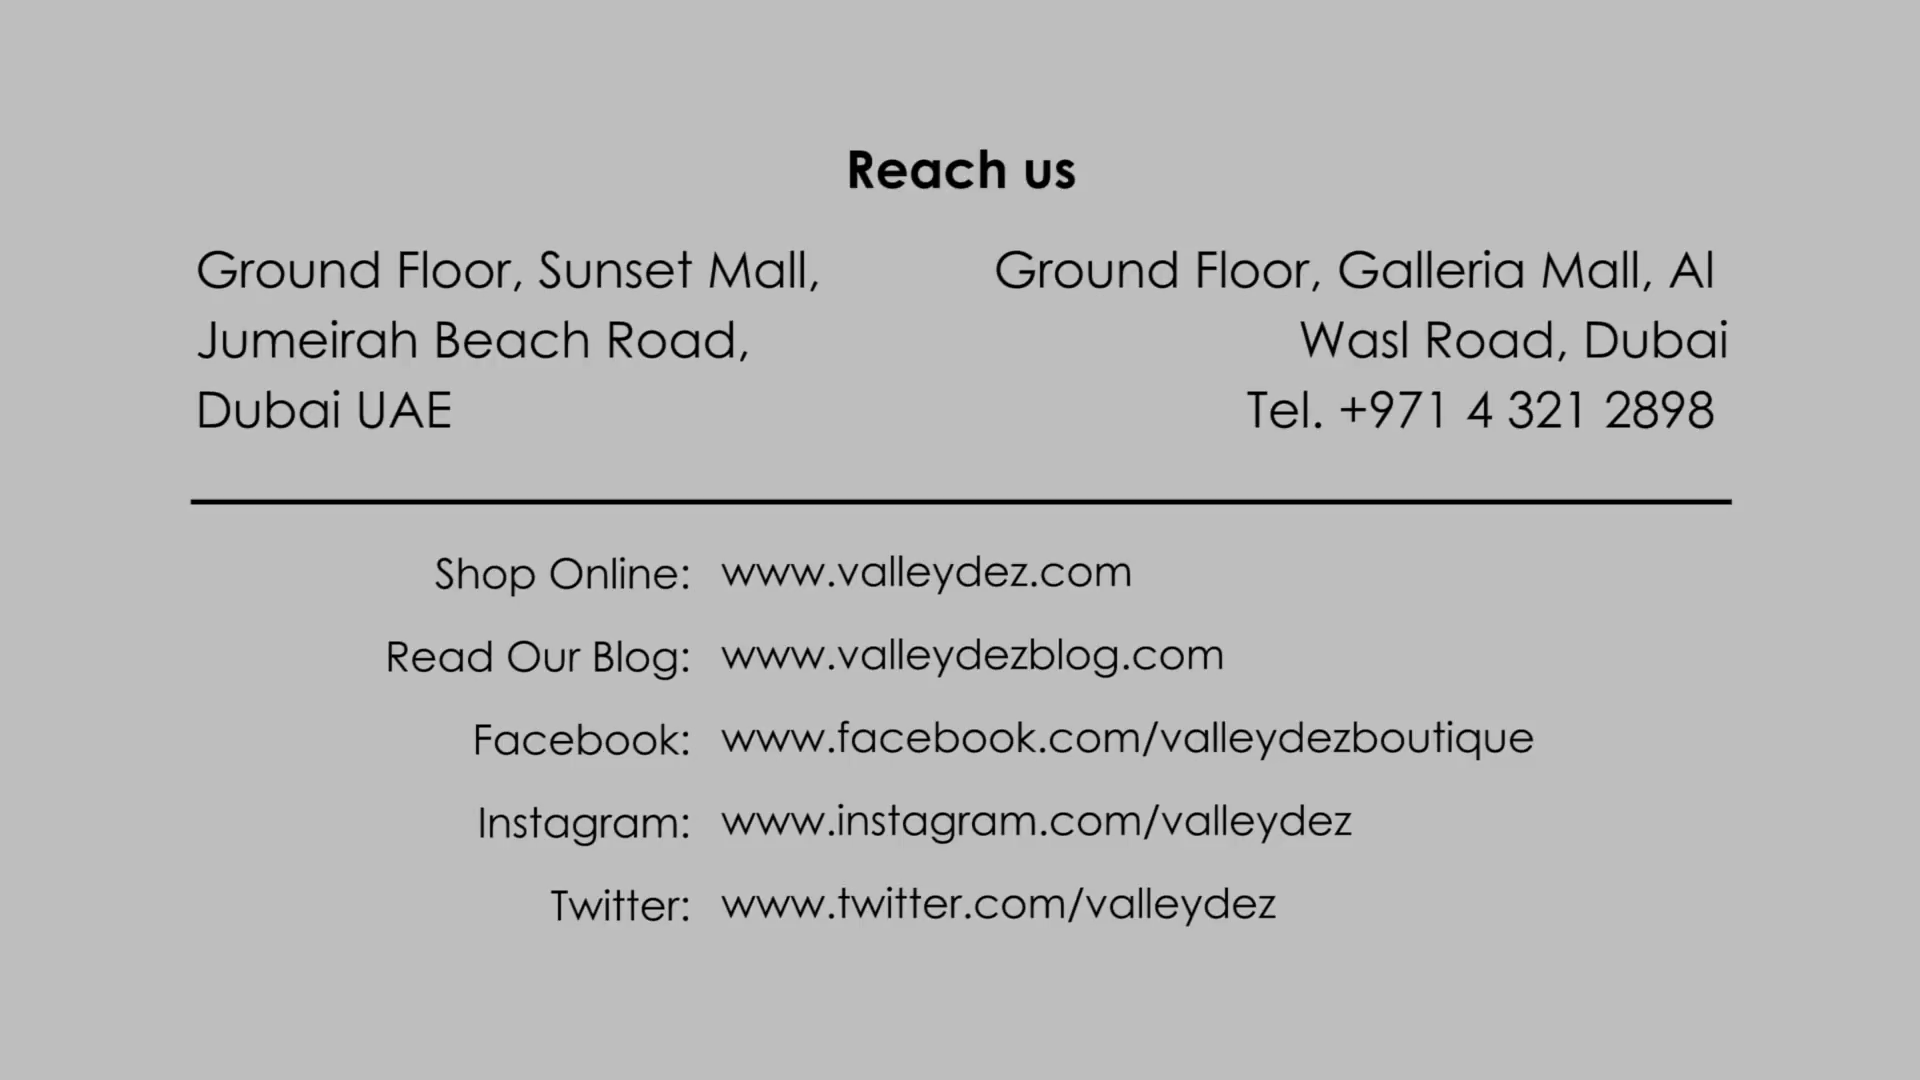 Reach us
Ground Floor, Sunset Mall,
Jumeirah Beach Road,
Dubai UAE
Ground Floor, Galleria Mall, Al
Wasl Road, Dubai
Tel. +971 4 321 2898
Shop Online: www.valleydez.com
Read Our Blog: www.valleydezblog.com
Facebook: www.facebook.com/valleydezboutique
Instagram: www.instagram.com/valleydez
Twitter: www.twitter.com/valleydez